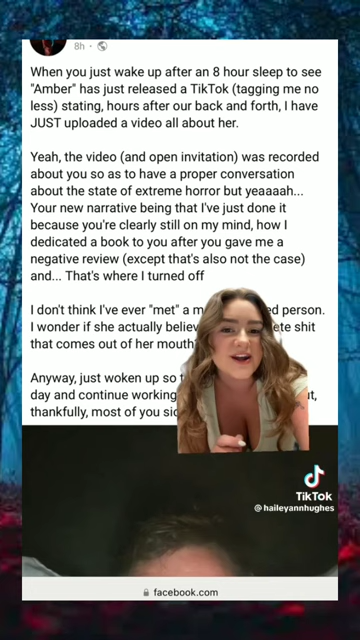 8h ·
When you just wake up after an 8 hour sleep to see
"Amber" has just released a TikTok (tagging me no
less) stating, hours after our back and forth, I have
JUST uploaded a video all about her.
Yeah, the video (and open invitation) was recorded
about you so as to have a proper conversation
about the state of extreme horror but yeaaaah...
Your new narrative being that I've just done it
because you're clearly still on my mind, how I
dedicated a book to you after you gave me a
negative review (except that's also not the case)
and... That's where I turned off
I don't think I've ever "met" a m ed person.
I wonder if she actually believ ete shit
that comes out of her mouth
Anyway, just woken up so
day and continue working
thankfully, most of you
TikTok
@haileyannhughes
facebook.com